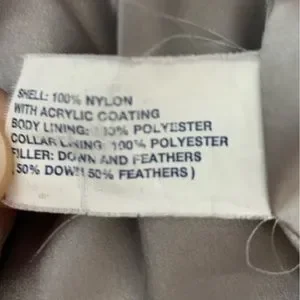 SHELL: 100% NYLON
WITH ACRYLIC COATING
BODY LINING: 100% POLYESTER
COLLAR LINING: 100% POLYESTER
FILLER: DOWN AND FEATHERS
(50% DOWN 50% FEATHERS)